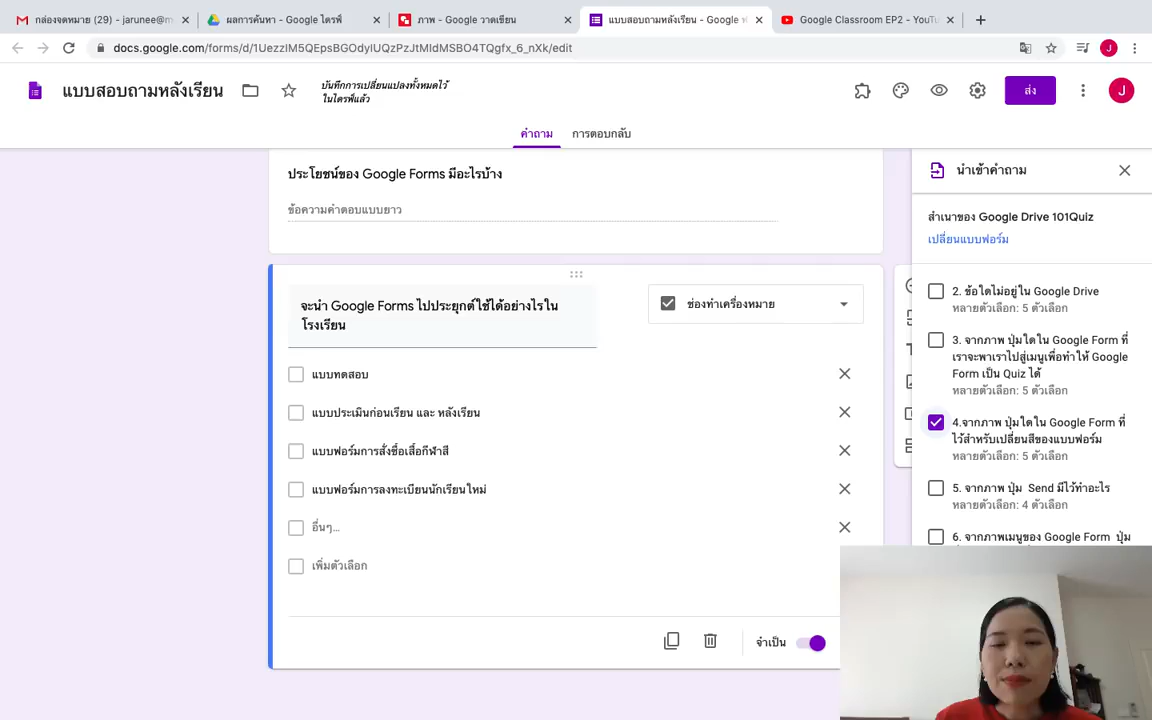 กล่องจดหมาย (29) - jarunee@m
ผลการค้นหา - Google ไดรฟ์
ภาพ - Google วาดเขียน
แบบสอบถามหลังเรียน - Google ฟ
Google Classroom EP2 - YouTu
docs.google.com/forms/d/1UezzIM5QEpsBGOdyIUQzPzJtMIdMSBO4TQgfx_6_nXk/edit
J
แบบสอบถามหลังเรียน
บันทึกการเปลี่ยนแปลงทั้งหมดไว้
ในไดรฟ์แล้ว
ส่ง
J
คำถาม
การตอบกลับ
ประโยชน์ของ Google Forms มีอะไรบ้าง
ข้อความคำตอบแบบยาว
จะนำ Google Forms ไปประยุกต์ใช้ได้อย่างไรใน
โรงเรียน
ช่องทำเครื่องหมาย
แบบทดสอบ
แบบประเมินก่อนเรียน และ หลังเรียน
แบบฟอร์มการสั่งซื้อเสื้อกีฬาสี
แบบฟอร์มการลงทะเบียนนักเรียนใหม่
อื่นๆ...
เพิ่มตัวเลือก
จำเป็น
นำเข้าคำถาม
สำเนาของ Google Drive 101Quiz
เปลี่ยนแบบฟอร์ม
2. ข้อใดไม่อยู่ใน Google Drive
หลายตัวเลือก: 5 ตัวเลือก
3. จากภาพ ปุ่มใดใน Google Form ที่
เราจะพาเราไปสู่เมนูเพื่อทำให้ Google
Form เป็น Quiz ได้
หลายตัวเลือก: 5 ตัวเลือก
4.จากภาพ ปุ่มใดใน Google Form ที่
ไว้สำหรับเปลี่ยนสีของแบบฟอร์ม
หลายตัวเลือก: 5 ตัวเลือก
5. จากภาพ ปุ่ม Send มีไว้ทำอะไร
หลายตัวเลือก: 4 ตัวเลือก
6. จากภาพเมนูของ Google Form ปุ่ม